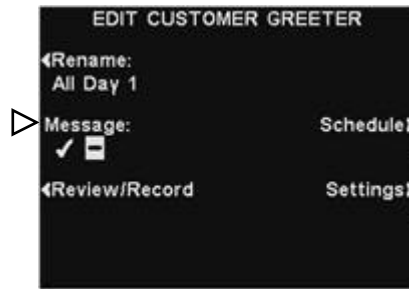 EDIT CUSTOMER GREETER
Rename:
All Day 1
Message: Schedule
Review/Record Settings